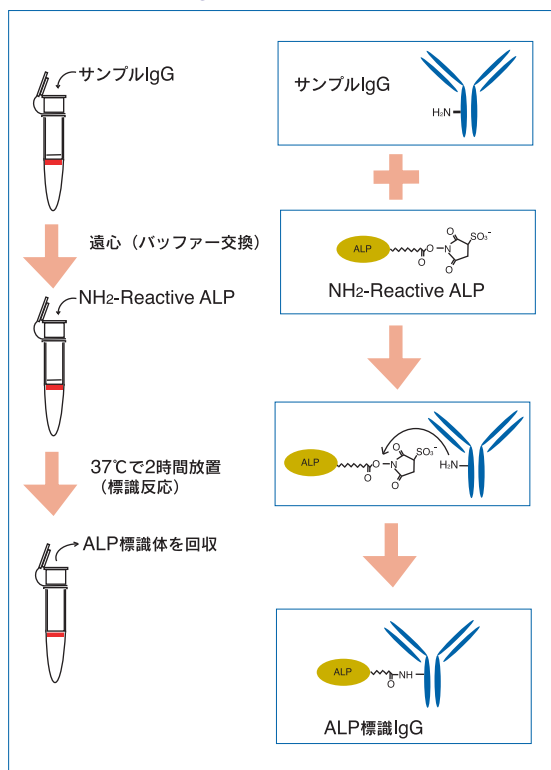 サンプルIgG
遠心（バッファー交換）
NH2-Reactive ALP
37℃で2時間放置
（標識反応）
ALP標識体を回収
サンプルIgG
H2N
ALP
O
O
O
N
O
SO3-
O
NH2-Reactive ALP
ALP
O
O
O
N
O
SO3-
H2N
ALP
O
NH
ALP標識IgG